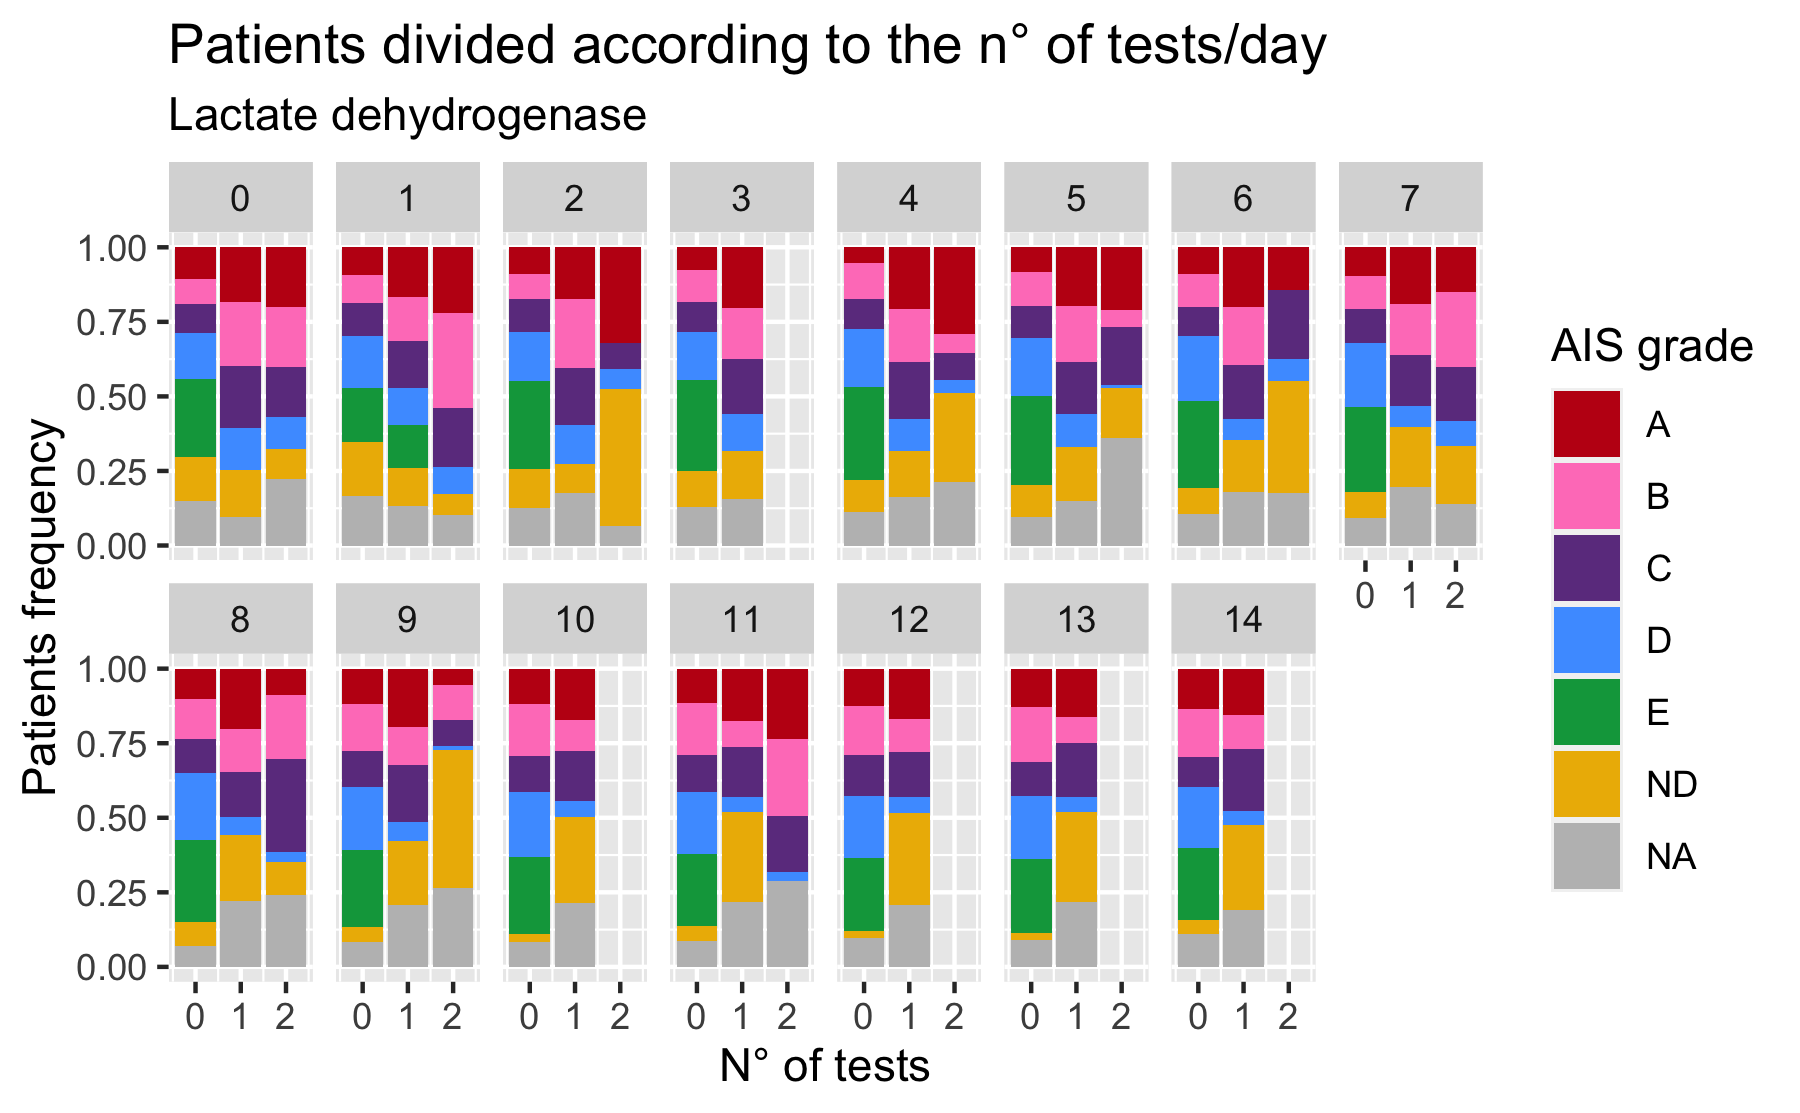 Patients divided according to the n° of tests/day
Lactate dehydrogenase
0 1 2 3 4 5 6 7
1.00
0.75
0.50
0.25
0.00
0 1 2
8 9 10 11 12 13 14
1.00
0.75
0.50
0.25
0.00
0 1 2 0 1 2 0 1 2 0 1 2 0 1 2 0 1 2 0 1 2
N° of tests
Patients frequency
AIS grade
A
B
C
D
E
ND
NA